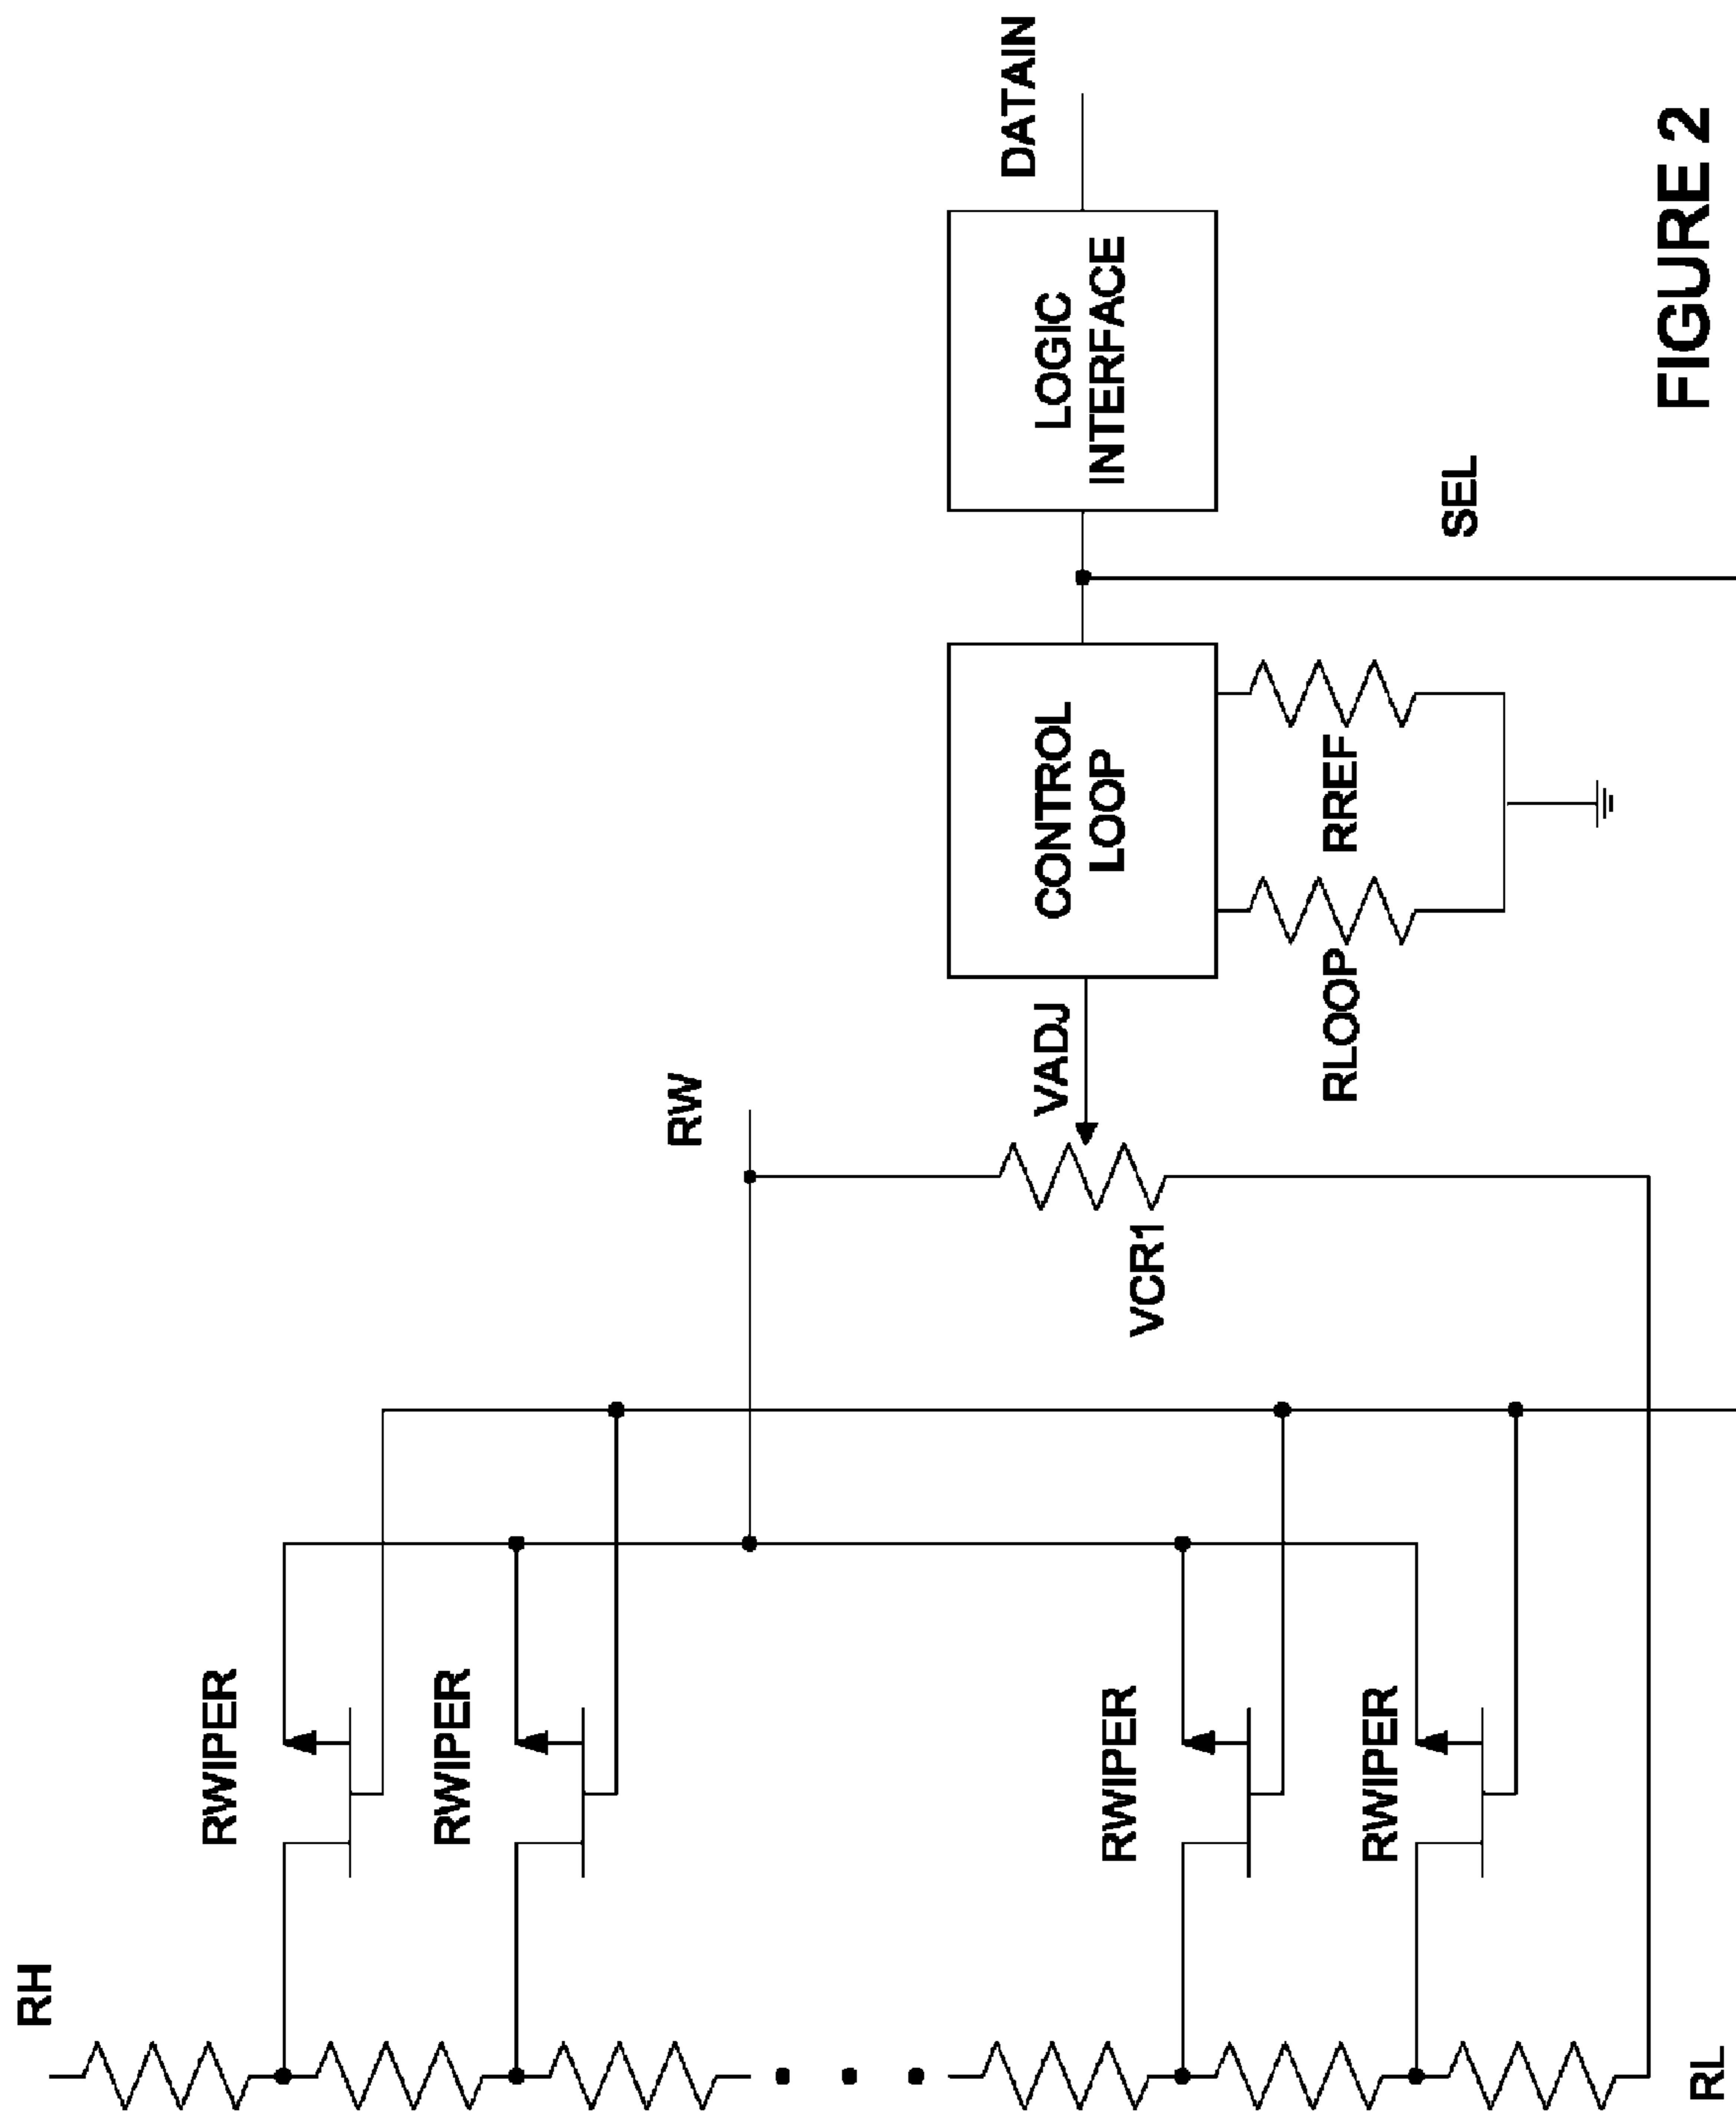 RH
RWIPER
RWIPER
RWIPER
RWIPER
RL
RW
VCR1
VADJ
CONTROL
LOOP
RLOOP
RREF
LOGIC
INTERFACE
DATAIN
SEL
FIGURE 2